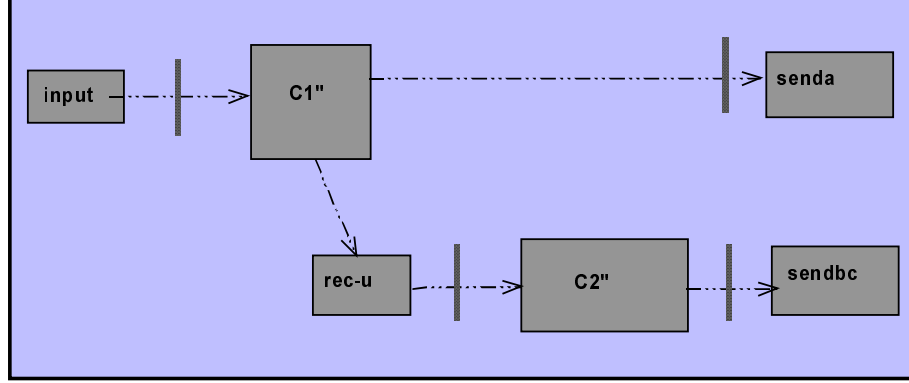 input
C1"
senda
rec-u
C2"
sendbc